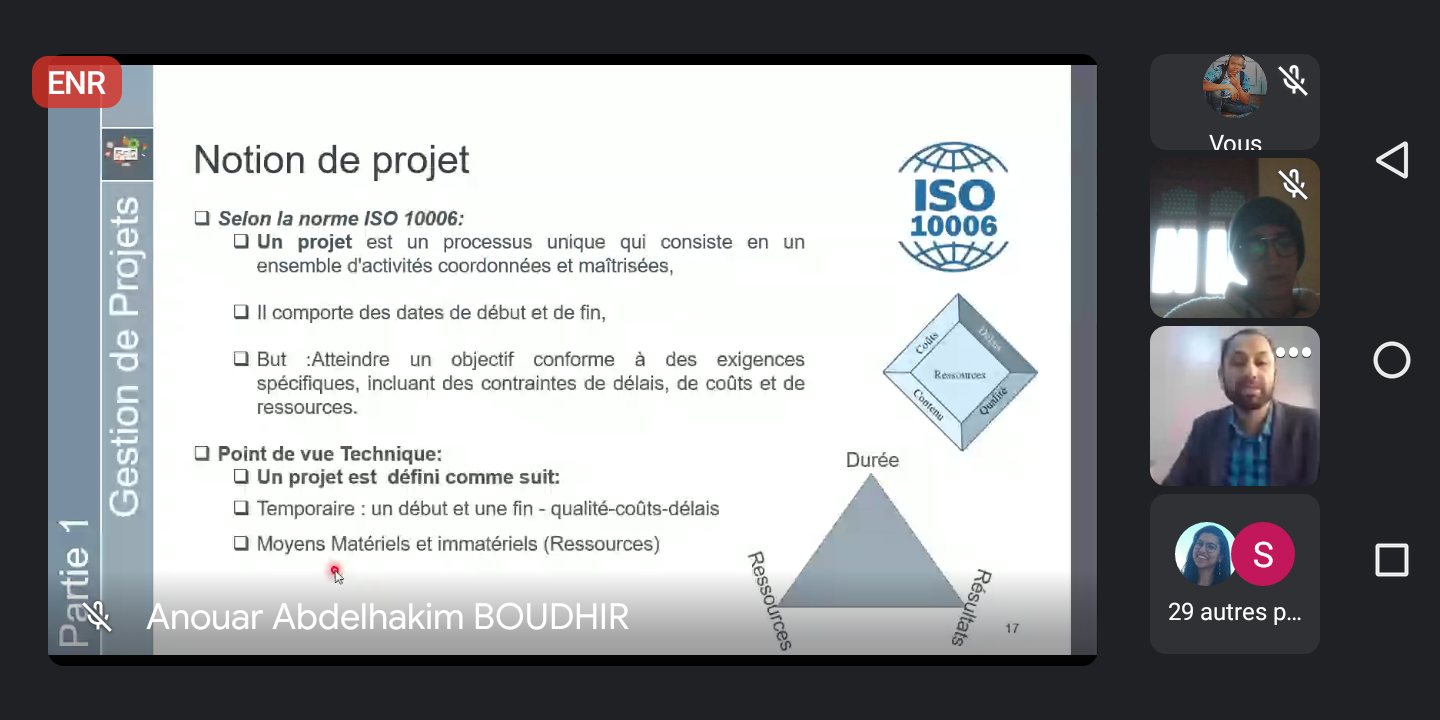 ENR
Notion de projet
❑ Selon la norme ISO 10006:
❑ Un projet est un processus unique qui consiste en un
ensemble d'activités coordonnées et maîtrisées,
❑ Il comporte des dates de début et de fin,
❑ But :Atteindre un objectif conforme à des exigences
spécifiques, incluant des contraintes de délais, de coûts et de
ressources.
❑ Point de vue Technique:
❑ Un projet est défini comme suit:
❑ Temporaire : un début et une fin - qualité-coûts-délais
❑ Moyens Matériels et immatériels (Ressources)
Gestion de Projets
Partie 1
ISO
10006
Coûts
Délais
Ressources
Contenu
Qualité
Durée
Ressources
Résultats
17
Anouar Abdelhakim BOUDHIR
Vous
S
29 autres p...